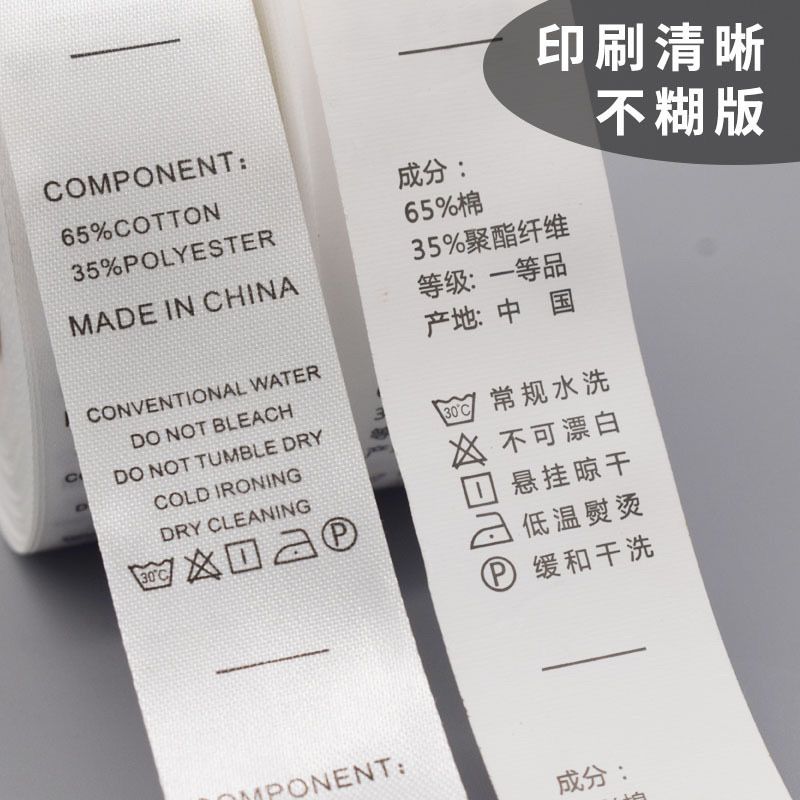 印刷清晰
不糊版
COMPONENT:
65%COTTON
35%POLYESTER
MADE IN CHINA
CONVENTIONAL WATER
DO NOT BLEACH
DO NOT TUMBLE DRY
COLD IRONING
DRY CLEANING
30℃
P
COMPONENT:
成分：
65%棉
35%聚酯纤维
等级: 一等品
产地: 中 国
30℃ 常规水洗
不可漂白
悬挂晾干
低温熨烫
P 缓和干洗
成分：